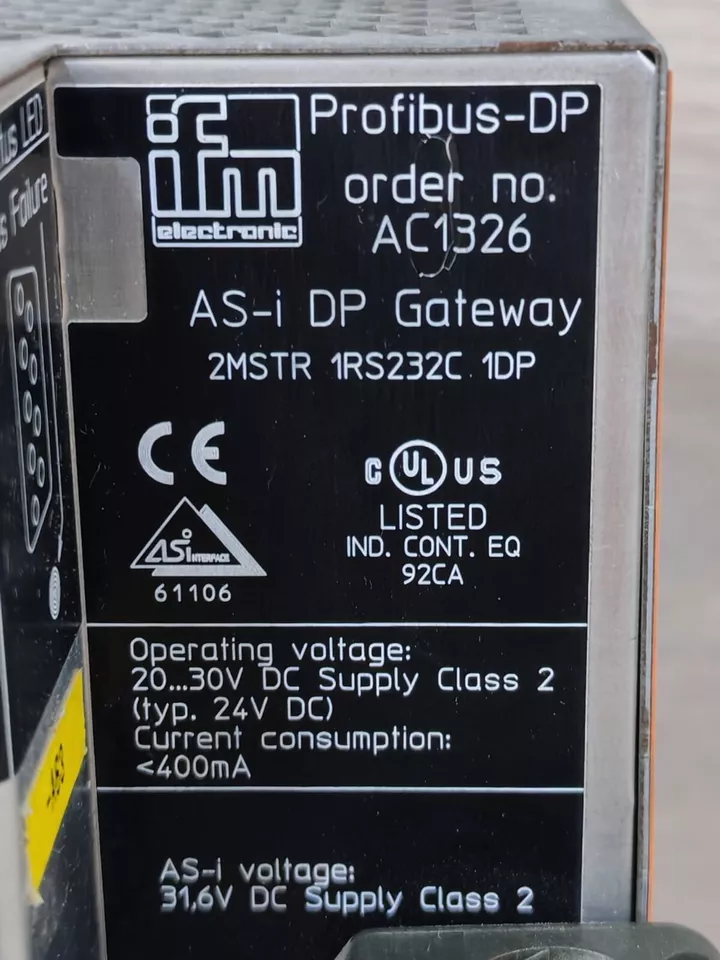 ifm
electronic
Profibus-DP
order no.
AC1326
AS-i DP Gateway
2MSTR 1RS232C 1DP
CE
ASi INTERFACE
61106
C UL US
LISTED
IND. CONT. EQ
92CA
Operating voltage:
20...30V DC Supply Class 2
(typ. 24V DC)
Current consumption:
<400mA
AS-i voltage:
31,6V DC Supply Class 2
LED
Failure